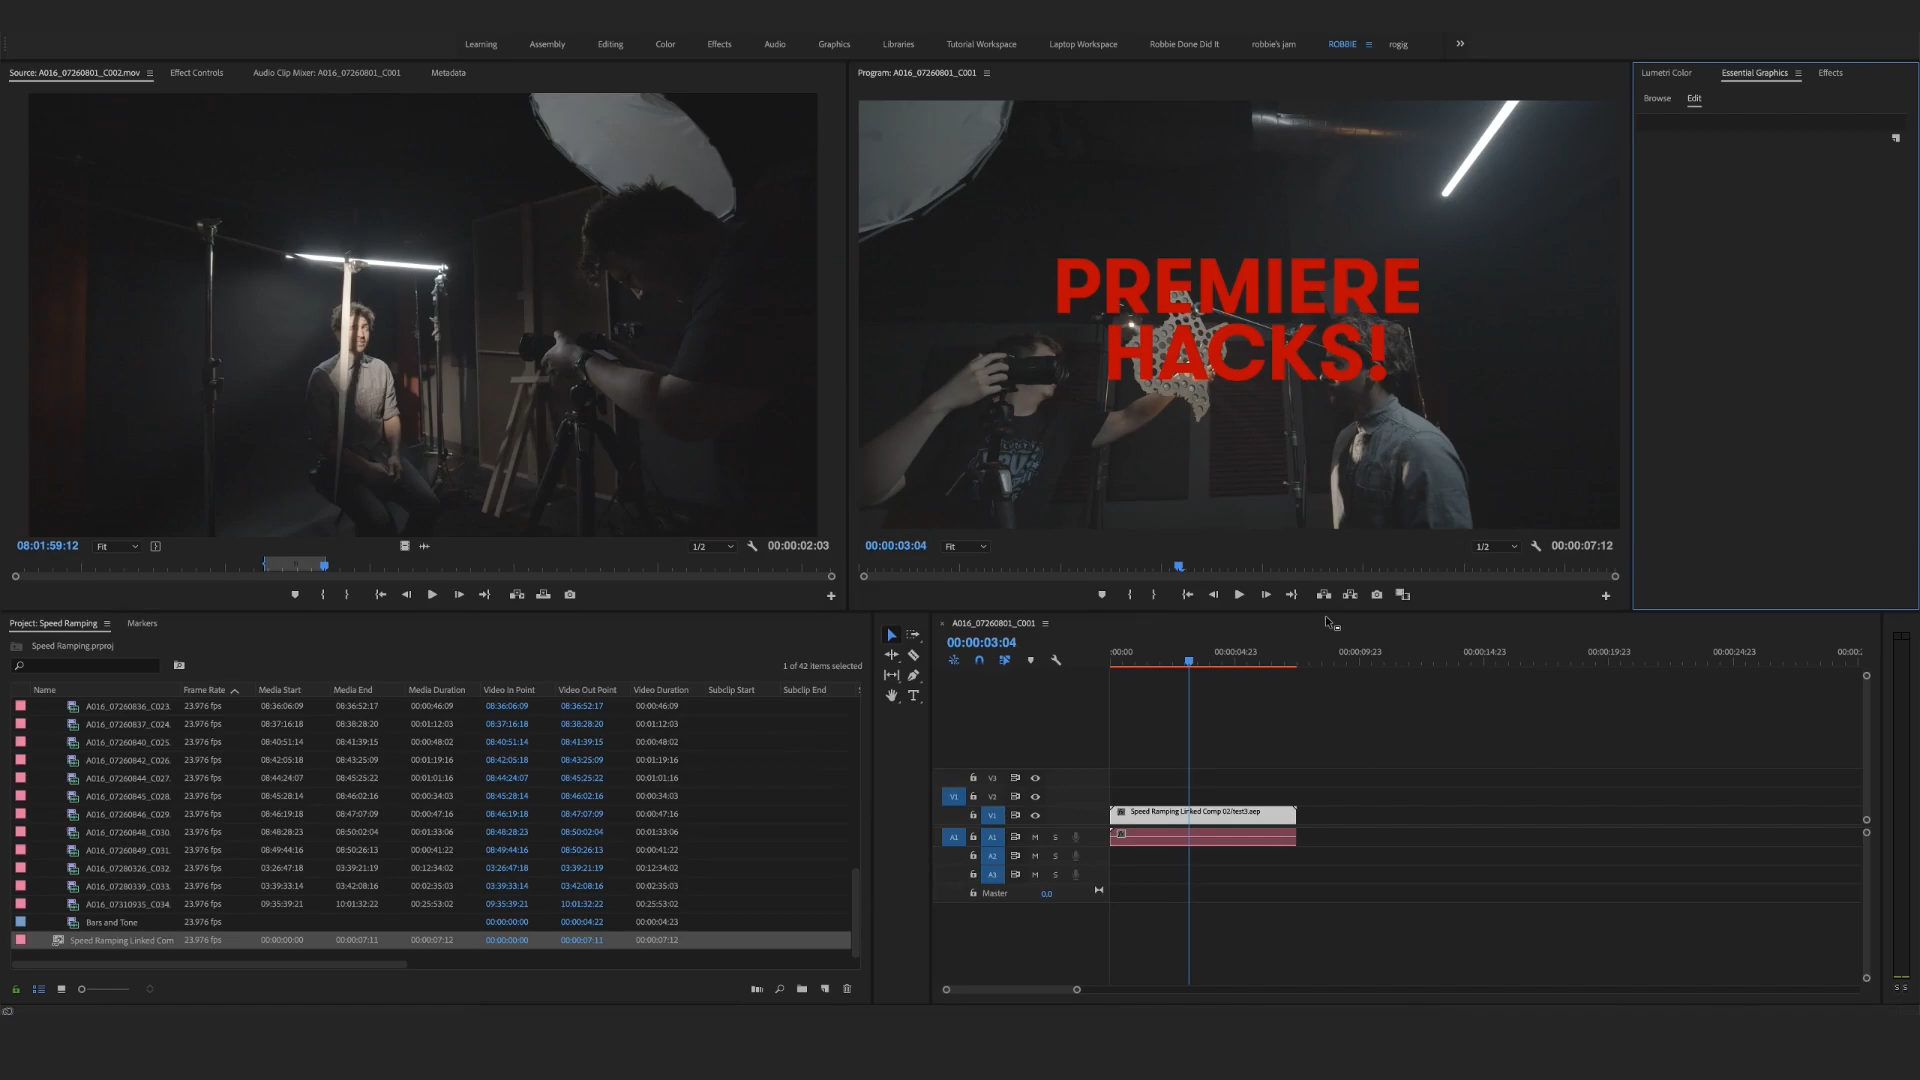 Learning Assembly Editing Color Effects Audio Graphics Libraries Tutorial Workspace Laptop Workspace Robbie Done Did It robbie's jam ROBBIE rogig
Source: A016_07260801_C002.mov Effect Controls Audio Clip Mixer: A016_07260801_C001 Metadata
Program: A016_07260801_C001
Lumetri Color Essential Graphics Effects
Browse Edit
PREMIERE
HACKS!
08:01:59:12 Fit 1/2 00:00:02:03
00:00:03:04 Fit 1/2 00:00:07:12
Project: Speed Ramping Markers
Speed Ramping.prproj
1 of 42 items selected
Name Frame Rate Media Start Media End Media Duration Video In Point Video Out Point Video Duration Subclip Start Subclip End
A016_07260836_C023. 23.976 fps 08:36:06:09 08:36:52:17 00:00:46:09 08:36:06:09 08:36:52:17 00:00:46:09
A016_07260837_C024. 23.976 fps 08:37:16:18 08:38:28:20 00:01:12:03 08:37:16:18 08:38:28:20 00:01:12:03
A016_07260840_C025. 23.976 fps 08:40:51:14 08:41:39:15 00:00:48:02 08:40:51:14 08:41:39:15 00:00:48:02
A016_07260842_C026. 23.976 fps 08:42:05:18 08:43:25:09 00:01:19:16 08:42:05:18 08:43:25:09 00:01:19:16
A016_07260844_C027. 23.976 fps 08:44:24:07 08:45:25:22 00:01:01:16 08:44:24:07 08:45:25:22 00:01:01:16
A016_07260845_C028. 23.976 fps 08:45:28:14 08:46:02:16 00:00:34:03 08:45:28:14 08:46:02:16 00:00:34:03
A016_07260846_C029. 23.976 fps 08:46:19:18 08:47:07:09 00:00:47:16 08:46:19:18 08:47:07:09 00:00:47:16
A016_07260848_C030. 23.976 fps 08:48:28:23 08:50:02:04 00:01:33:06 08:48:28:23 08:50:02:04 00:01:33:06
A016_07260849_C031. 23.976 fps 08:49:44:16 08:50:26:13 00:00:41:22 08:49:44:16 08:50:26:13 00:00:41:22
A016_07280326_C032. 23.976 fps 03:26:47:18 03:39:21:19 00:12:34:02 03:26:47:18 03:39:21:19 00:12:34:02
A016_07280339_C033. 23.976 fps 03:39:33:14 03:42:08:16 00:02:35:03 03:39:33:14 03:42:08:16 00:02:35:03
A016_07310935_C034. 23.976 fps 09:35:39:21 10:01:32:22 00:25:53:02 09:35:39:21 10:01:32:22 00:25:53:02
Bars and Tone 23.976 fps 00:00:00:00 00:00:04:22 00:00:04:23
Speed Ramping Linked Com 23.976 fps 00:00:00:00 00:00:07:11 00:00:07:12 00:00:00:00 00:00:07:11 00:00:07:12
A016_07260801_C001
00:00:03:04
:00:00 00:00:04:23 00:00:09:23 00:00:14:23 00:00:19:23 00:00:24:23 00:00:2
V3
V1 V2
V1 Speed Ramping Linked Comp 02/test3.aep
A1 A1 M S
A2 M S
A3 M S
Master 0.0
S S